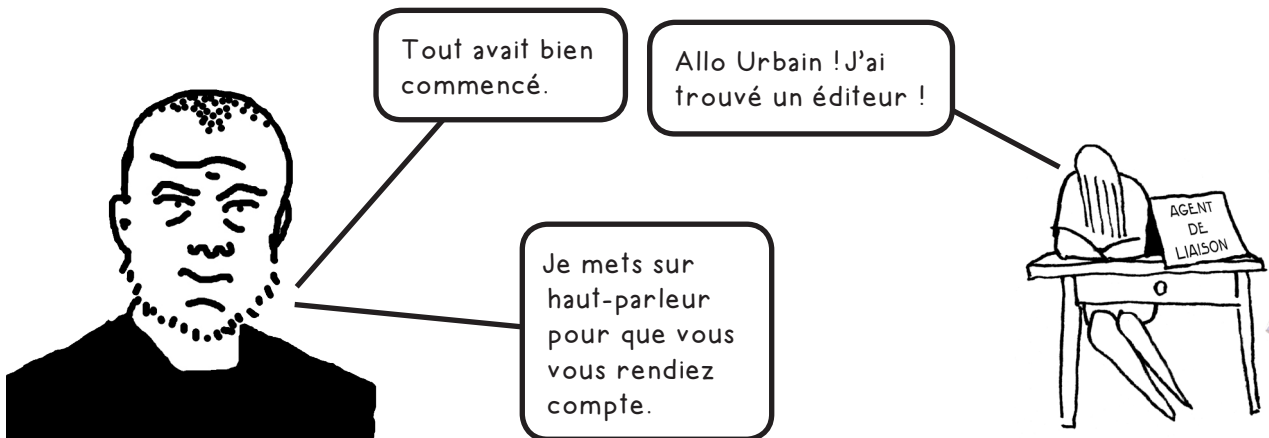 Tout avait bien
commencé.
Allo Urbain ! J'ai
trouvé un éditeur !
Je mets sur
haut-parleur
pour que vous
vous rendiez
compte.
AGENT
DE
LIAISON